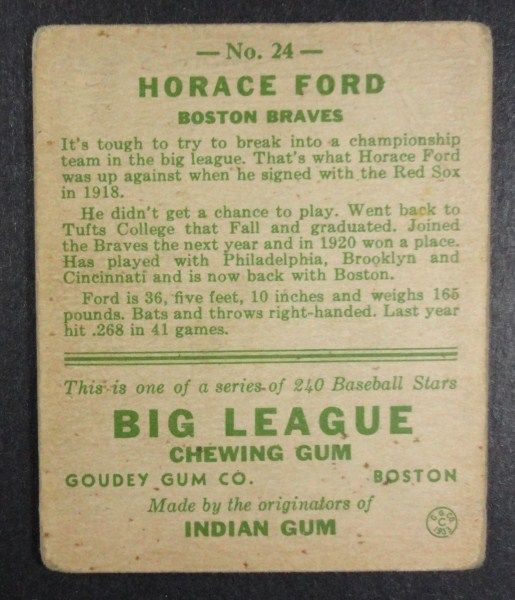 — No. 24 —
HORACE FORD
BOSTON BRAVES
It's tough to try to break into a championship
team in the big league. That's what Horace Ford
was up against when he signed with the Red Sox
in 1918.
He didn't get a chance to play. Went back to
Tufts College that Fall and graduated. Joined
the Braves the next year and in 1920 won a place.
Has played with Philadelphia, Brooklyn and
Cincinnati and is now back with Boston.
Ford is 36, five feet, 10 inches and weighs 165
pounds. Bats and throws right-handed. Last year
hit .268 in 41 games.
This is one of a series of 240 Baseball Stars
BIG LEAGUE
CHEWING GUM
GOUDEY GUM CO. BOSTON
Made by the originators of
INDIAN GUM
C